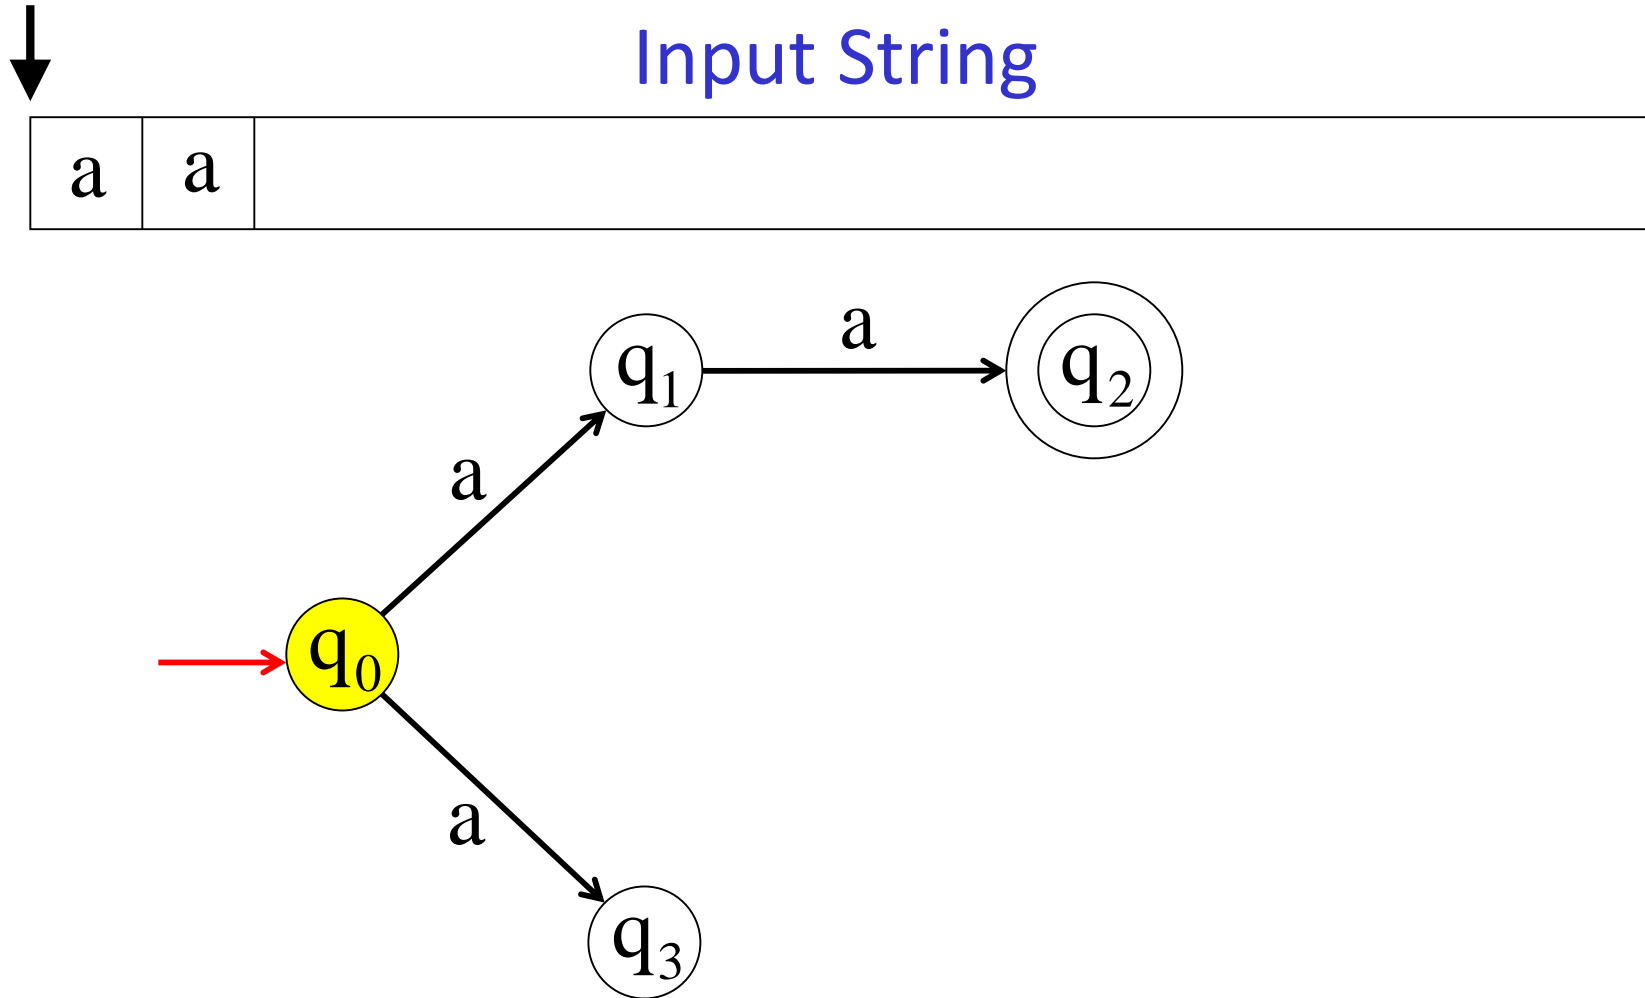 Input String
a a
a
q₁ q₂
a
q₀
a
q₃